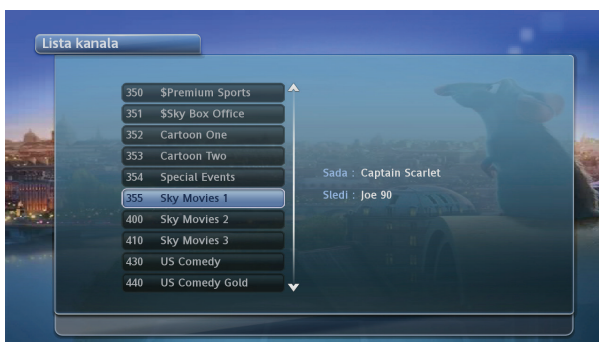 Lista kanala
350 $Premium Sports
351 $Sky Box Office
352 Cartoon One
353 Cartoon Two
354 Special Events
355 Sky Movies 1
400 Sky Movies 2
410 Sky Movies 3
430 US Comedy
440 US Comedy Gold
Sada : Captain Scarlet
Sledi : Joe 90